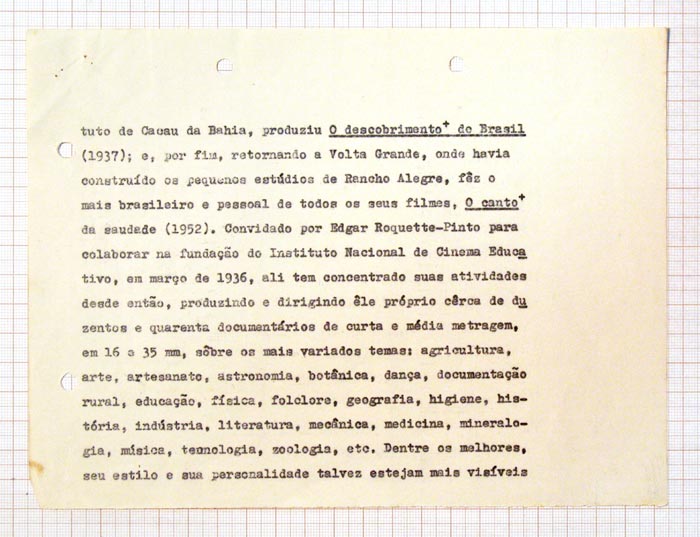 tuto de Cacau da Bahia, produziu O descobrimento+ do Brasil
(1937); e, por fim, retornando a Volta Grande, onde havia
construído os pequenos estúdios de Rancho Alegre, fêz o
mais brasileiro e pessoal de todos os seus filmes, O canto+
da saudade (1952). Convidado por Edgar Roquette-Pinto para
colaborar na fundação do Instituto Nacional de Cinema Educa
tivo, em março de 1936, ali tem concentrado suas atividades
desde então, produzindo e dirigindo êle próprio cêrca de du
zentos e quarenta documentários de curta e média metragem,
em 16 e 35 mm, sôbre os mais variados temas: agricultura,
arte, artesanato, astronomia, botânica, dança, documentação
rural, educação, física, folclore, geografia, higiene, his-
tória, indústria, literatura, mecânica, medicina, mineralo-
gia, música, tecnologia, zoologia, etc. Dentre os melhores,
seu estilo e sua personalidade talvez estejam mais visíveis